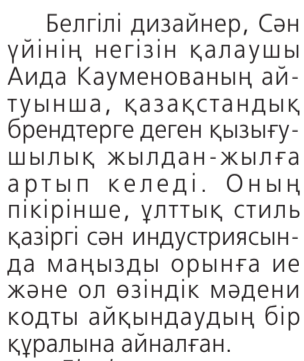 Белгілі дизайнер, Сән
үйінің негізін қалаушы
Аида Кауменованың ай-
туынша, қазақстандық
брендтерге деген қызығу-
шылық жылдан-жылға
артып келеді. Оның
пікірінше, ұлттық стиль
қазіргі сән индустриясын-
да маңызды орынға ие
және ол өзіндік мәдени
кодты айқындаудың бір
құралына айналған.